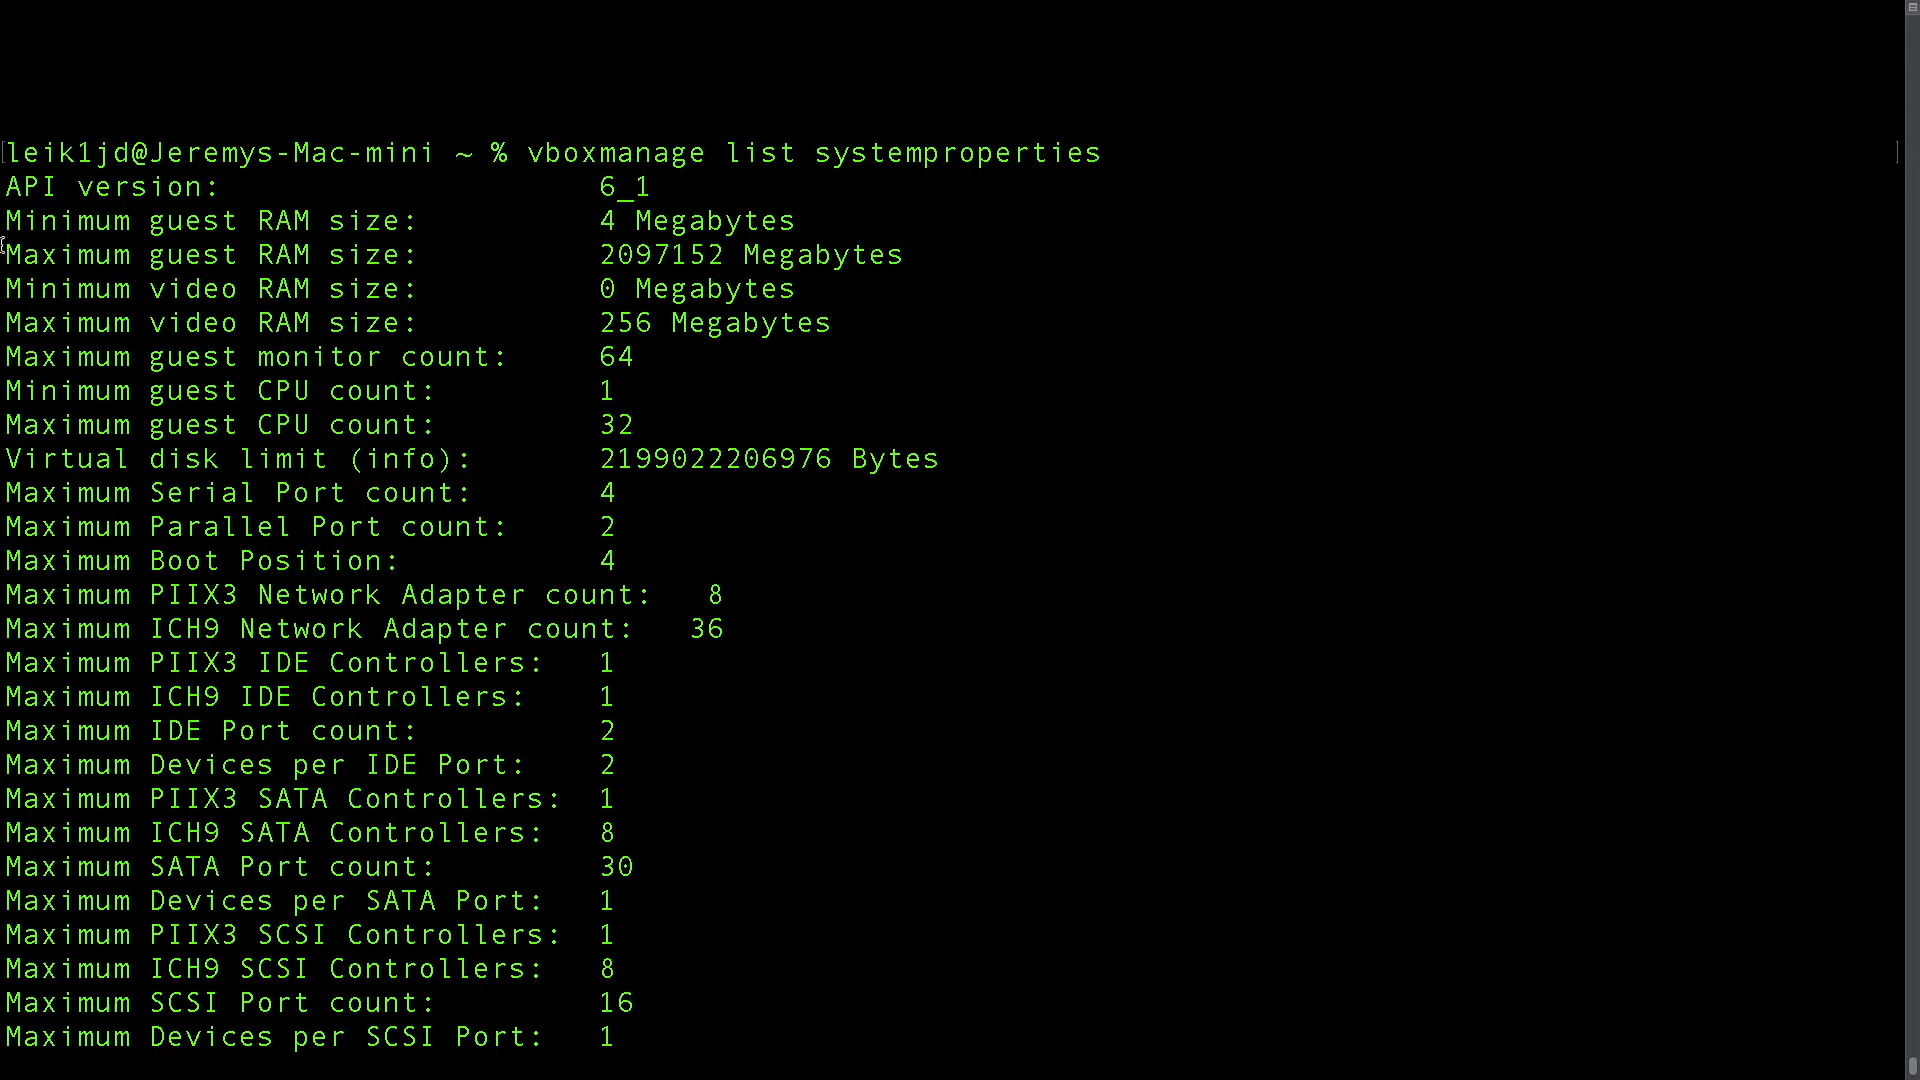 leik1jd@Jeremys-Mac-mini ~ % vboxmanage list systemproperties
API version: 6_1
Minimum guest RAM size: 4 Megabytes
Maximum guest RAM size: 2097152 Megabytes
Minimum video RAM size: 0 Megabytes
Maximum video RAM size: 256 Megabytes
Maximum guest monitor count: 64
Minimum guest CPU count: 1
Maximum guest CPU count: 32
Virtual disk limit (info): 2199022206976 Bytes
Maximum Serial Port count: 4
Maximum Parallel Port count: 2
Maximum Boot Position: 4
Maximum PIIX3 Network Adapter count: 8
Maximum ICH9 Network Adapter count: 36
Maximum PIIX3 IDE Controllers: 1
Maximum ICH9 IDE Controllers: 1
Maximum IDE Port count: 2
Maximum Devices per IDE Port: 2
Maximum PIIX3 SATA Controllers: 1
Maximum ICH9 SATA Controllers: 8
Maximum SATA Port count: 30
Maximum Devices per SATA Port: 1
Maximum PIIX3 SCSI Controllers: 1
Maximum ICH9 SCSI Controllers: 8
Maximum SCSI Port count: 16
Maximum Devices per SCSI Port: 1